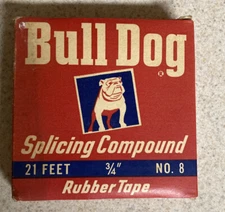 Bull Dog
®
Splicing Compound
21 FEET ¾" NO. 8
Rubber Tape